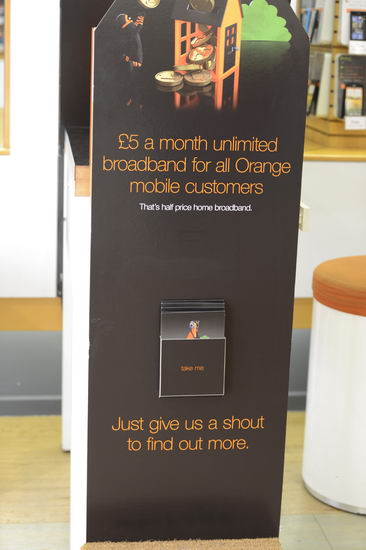 £5 a month unlimited
broadband for all Orange
mobile customers
That's half price home broadband.
take me
Just give us a shout
to find out more.